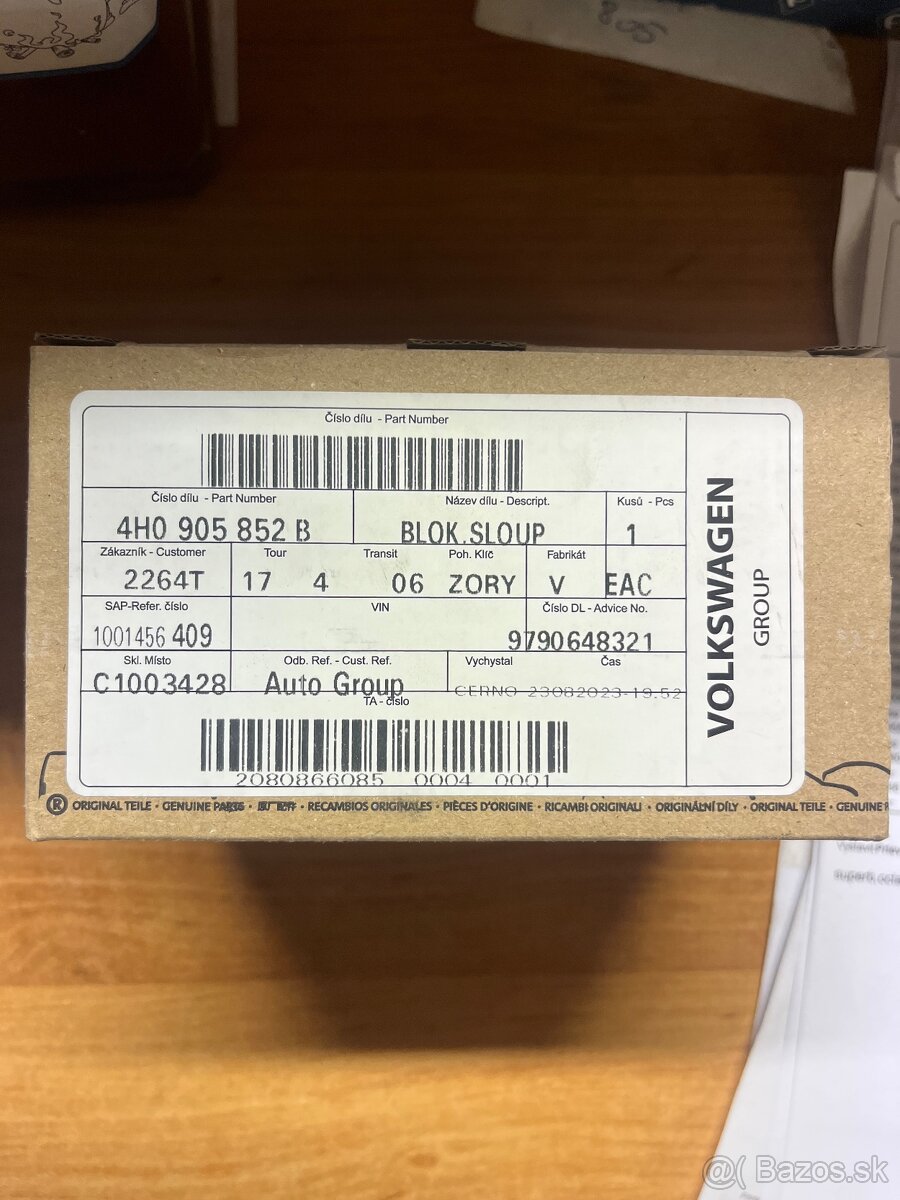 Číslo dílu - Part Number
Číslo dílu - Part Number
Název dílu - Descript.
Kusů - Pcs
4H0 905 852 B
BLOK.SLOUP
1
Zákazník - Customer
Tour
Transit
Poh. Klíč
Fabrikát
2264T
17 4
06
ZORY
V
EAC
SAP-Refer. číslo
VIN
Číslo DL - Advice No.
1001456 409
9790648321
Skl. Místo
Odb. Ref. - Cust. Ref.
Vychystal
Čas
C1003428
Auto Group
CERNO 23082023-19.52
TA - číslo
2080866085 0004 0001
VOLKSWAGEN
GROUP
® ORIGINAL TEILE · GENUINE PARTS · RECAMBIOS ORIGINALES · PIÈCES D'ORIGINE · RICAMBI ORIGINALI · ORIGINÁLNÍ DÍLY · ORIGINAL TEILE · GENUINE
@( Bazos.sk